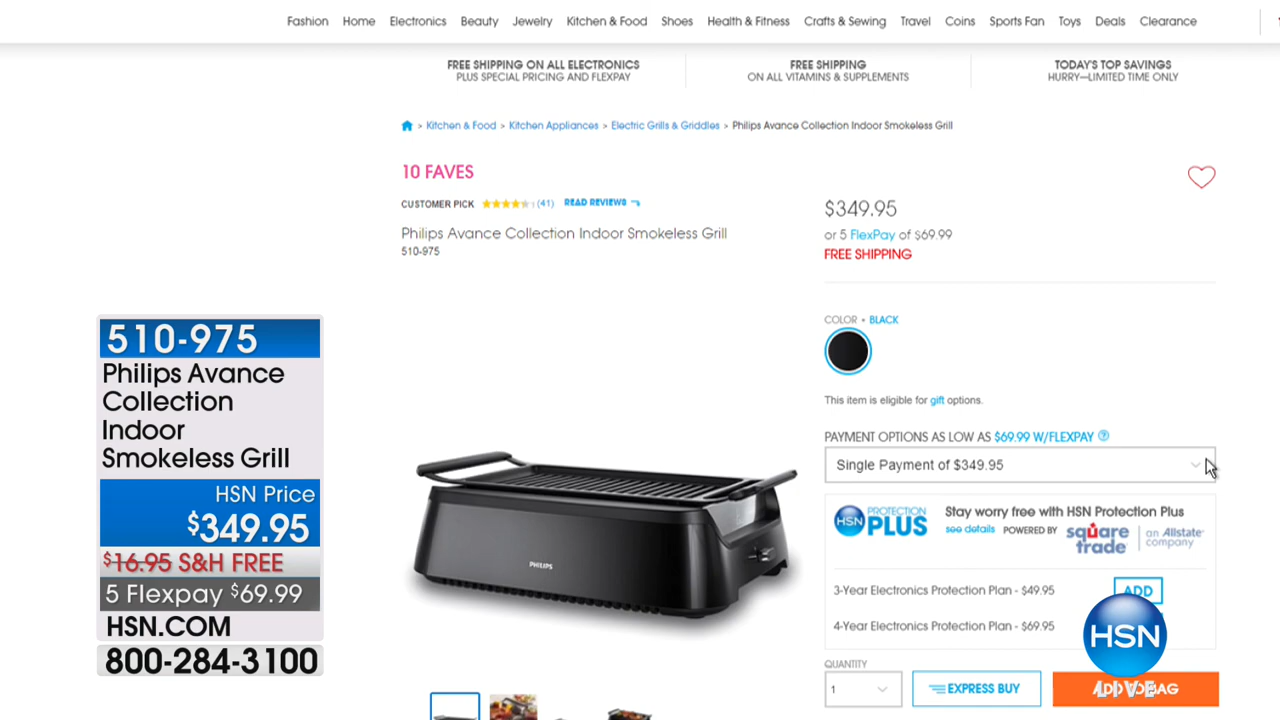 Fashion Home Electronics Beauty Jewelry Kitchen & Food Shoes Health & Fitness Crafts & Sewing Travel Coins Sports Fan Toys Deals Clearance
FREE SHIPPING ON ALL ELECTRONICS
PLUS SPECIAL PRICING AND FLEXPAY
FREE SHIPPING
ON ALL VITAMINS & SUPPLEMENTS
TODAY'S TOP SAVINGS
HURRY—LIMITED TIME ONLY
> Kitchen & Food > Kitchen Appliances > Electric Grills & Griddles > Philips Avance Collection Indoor Smokeless Grill
10 FAVES
CUSTOMER PICK (41) READ REVIEWS
Philips Avance Collection Indoor Smokeless Grill
510-975
$349.95
or 5 FlexPay of $69.99
FREE SHIPPING
COLOR • BLACK
This item is eligible for gift options.
PAYMENT OPTIONS AS LOW AS $69.99 W/FLEXPAY ?
Single Payment of $349.95
HSN PROTECTION PLUS
Stay worry free with HSN Protection Plus
see details POWERED BY square trade an Allstate company
3-Year Electronics Protection Plan - $49.95 ADD
4-Year Electronics Protection Plan - $69.95
QUANTITY
1
EXPRESS BUY
BAG
HSN
LIVE
PHILIPS
510-975
Philips Avance
Collection
Indoor
Smokeless Grill
HSN Price
$349.95
$16.95 S&H FREE
5 Flexpay $69.99
HSN.COM
800-284-3100